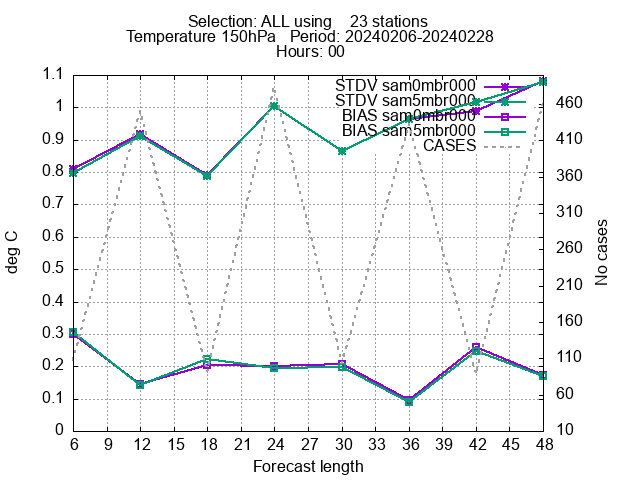 Selection: ALL using    23 stations
Temperature 150hPa   Period: 20240206-20240228
Hours: 00
STDV sam0mbr000
STDV sam5mbr000
BIAS sam0mbr000
BIAS sam5mbr000
CASES
1.1
1
0.9
0.8
0.7
0.6
0.5
0.4
0.3
0.2
0.1
0
deg C
460
410
360
310
260
210
160
110
60
10
No cases
6 12 18 24 27 30 33 36 39 42 45 48
Forecast length